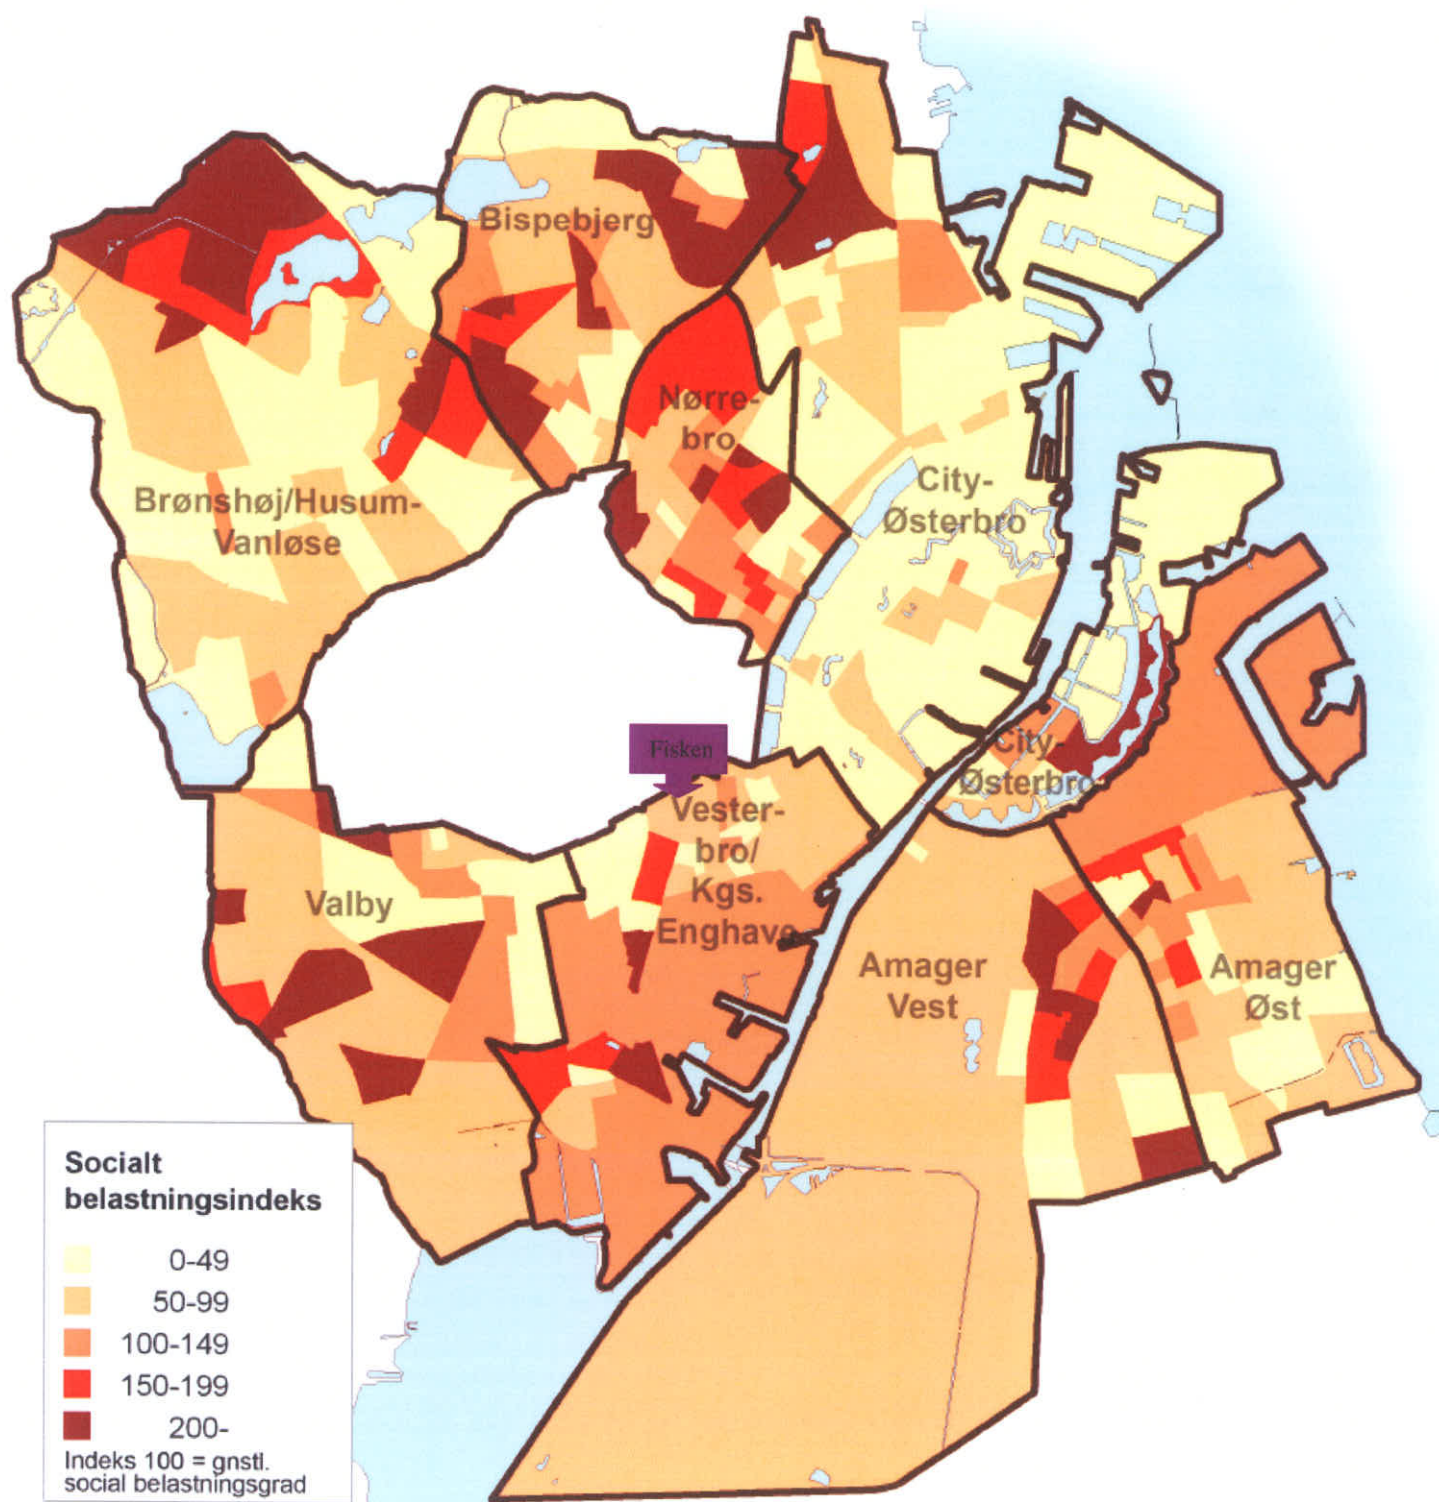 Bispebjerg
Nørre-
bro
Brønshøj/Husum-
Vanløse
City-
Østerbro
City-
Østerbro
Fisken
Vester-
bro/
Kgs.
Enghave
Valby
Amager
Vest
Amager
Øst
Socialt
belastningsindeks
0-49
50-99
100-149
150-199
200-
Indeks 100 = gnstl.
social belastningsgrad